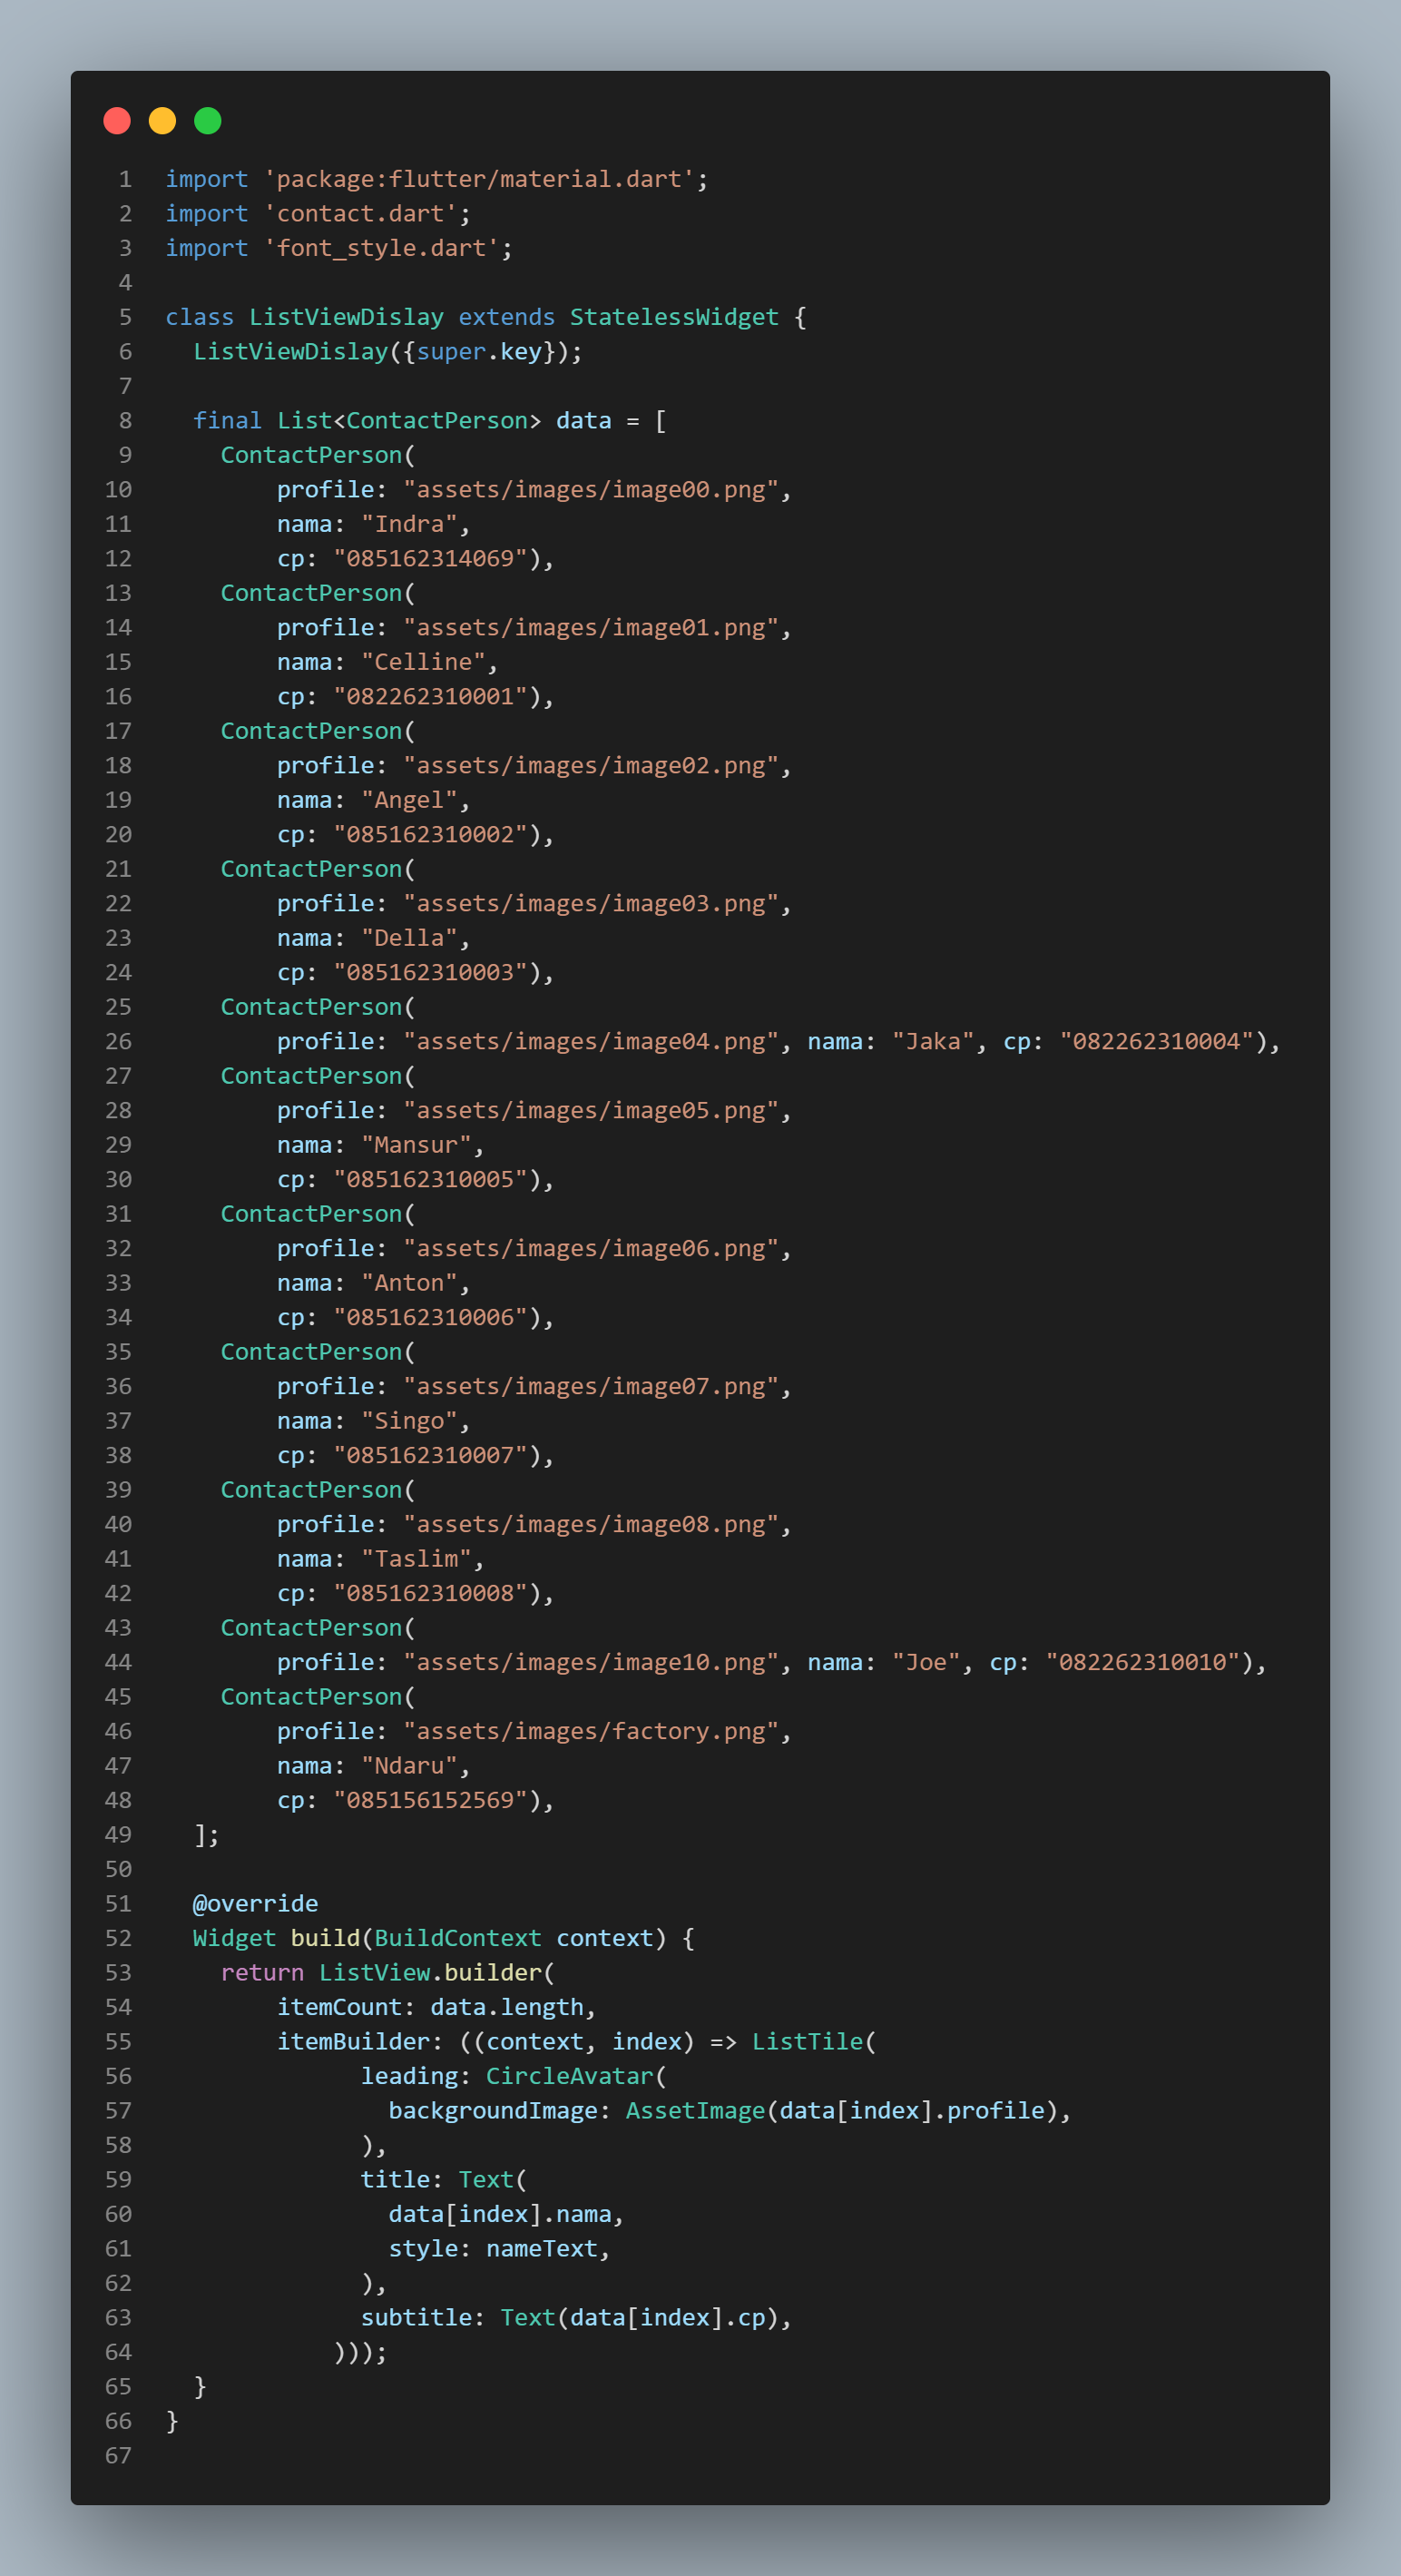 1 import 'package:flutter/material.dart';
2 import 'contact.dart';
3 import 'font_style.dart';
4
5 class ListViewDislay extends StatelessWidget {
6   ListViewDislay({super.key});
7
8   final List<ContactPerson> data = [
9     ContactPerson(
10         profile: "assets/images/image00.png",
11         nama: "Indra",
12         cp: "085162314069"),
13     ContactPerson(
14         profile: "assets/images/image01.png",
15         nama: "Celline",
16         cp: "082262310001"),
17     ContactPerson(
18         profile: "assets/images/image02.png",
19         nama: "Angel",
20         cp: "085162310002"),
21     ContactPerson(
22         profile: "assets/images/image03.png",
23         nama: "Della",
24         cp: "085162310003"),
25     ContactPerson(
26         profile: "assets/images/image04.png", nama: "Jaka", cp: "082262310004"),
27     ContactPerson(
28         profile: "assets/images/image05.png",
29         nama: "Mansur",
30         cp: "085162310005"),
31     ContactPerson(
32         profile: "assets/images/image06.png",
33         nama: "Anton",
34         cp: "085162310006"),
35     ContactPerson(
36         profile: "assets/images/image07.png",
37         nama: "Singo",
38         cp: "085162310007"),
39     ContactPerson(
40         profile: "assets/images/image08.png",
41         nama: "Taslim",
42         cp: "085162310008"),
43     ContactPerson(
44         profile: "assets/images/image10.png", nama: "Joe", cp: "082262310010"),
45     ContactPerson(
46         profile: "assets/images/factory.png",
47         nama: "Ndaru",
48         cp: "085156152569"),
49   ];
50
51   @override
52   Widget build(BuildContext context) {
53     return ListView.builder(
54         itemCount: data.length,
55         itemBuilder: ((context, index) => ListTile(
56               leading: CircleAvatar(
57                 backgroundImage: AssetImage(data[index].profile),
58               ),
59               title: Text(
60                 data[index].nama,
61                 style: nameText,
62               ),
63               subtitle: Text(data[index].cp),
64             )));
65   }
66 }
67